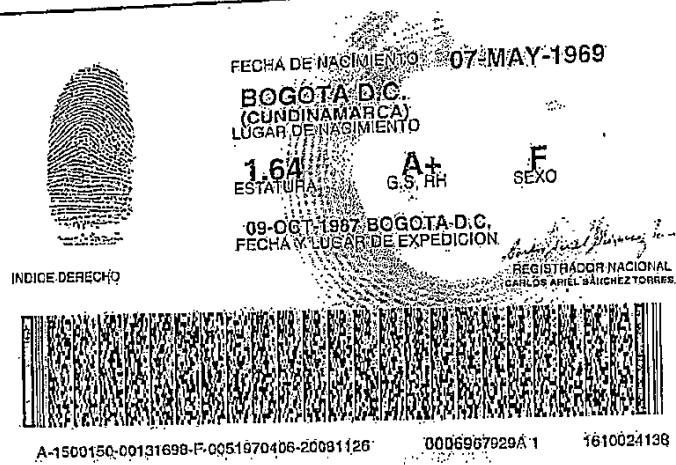 FECHA DE NACIMIENTO 07-MAY-1969
BOGOTA D.C.
(CUNDINAMARCA)
LUGAR DE NACIMIENTO
1.64 A+ F
ESTATURA G.S. RH SEXO
09-OCT-1987 BOGOTA D.C.
FECHA Y LUGAR DE EXPEDICION
INDICE DERECHO
REGISTRADOR NACIONAL
CARLOS ARIEL SÁNCHEZ TORRES
A-1500150-00131698-F-0051970406-20081126 0006967929A 1 1610024138